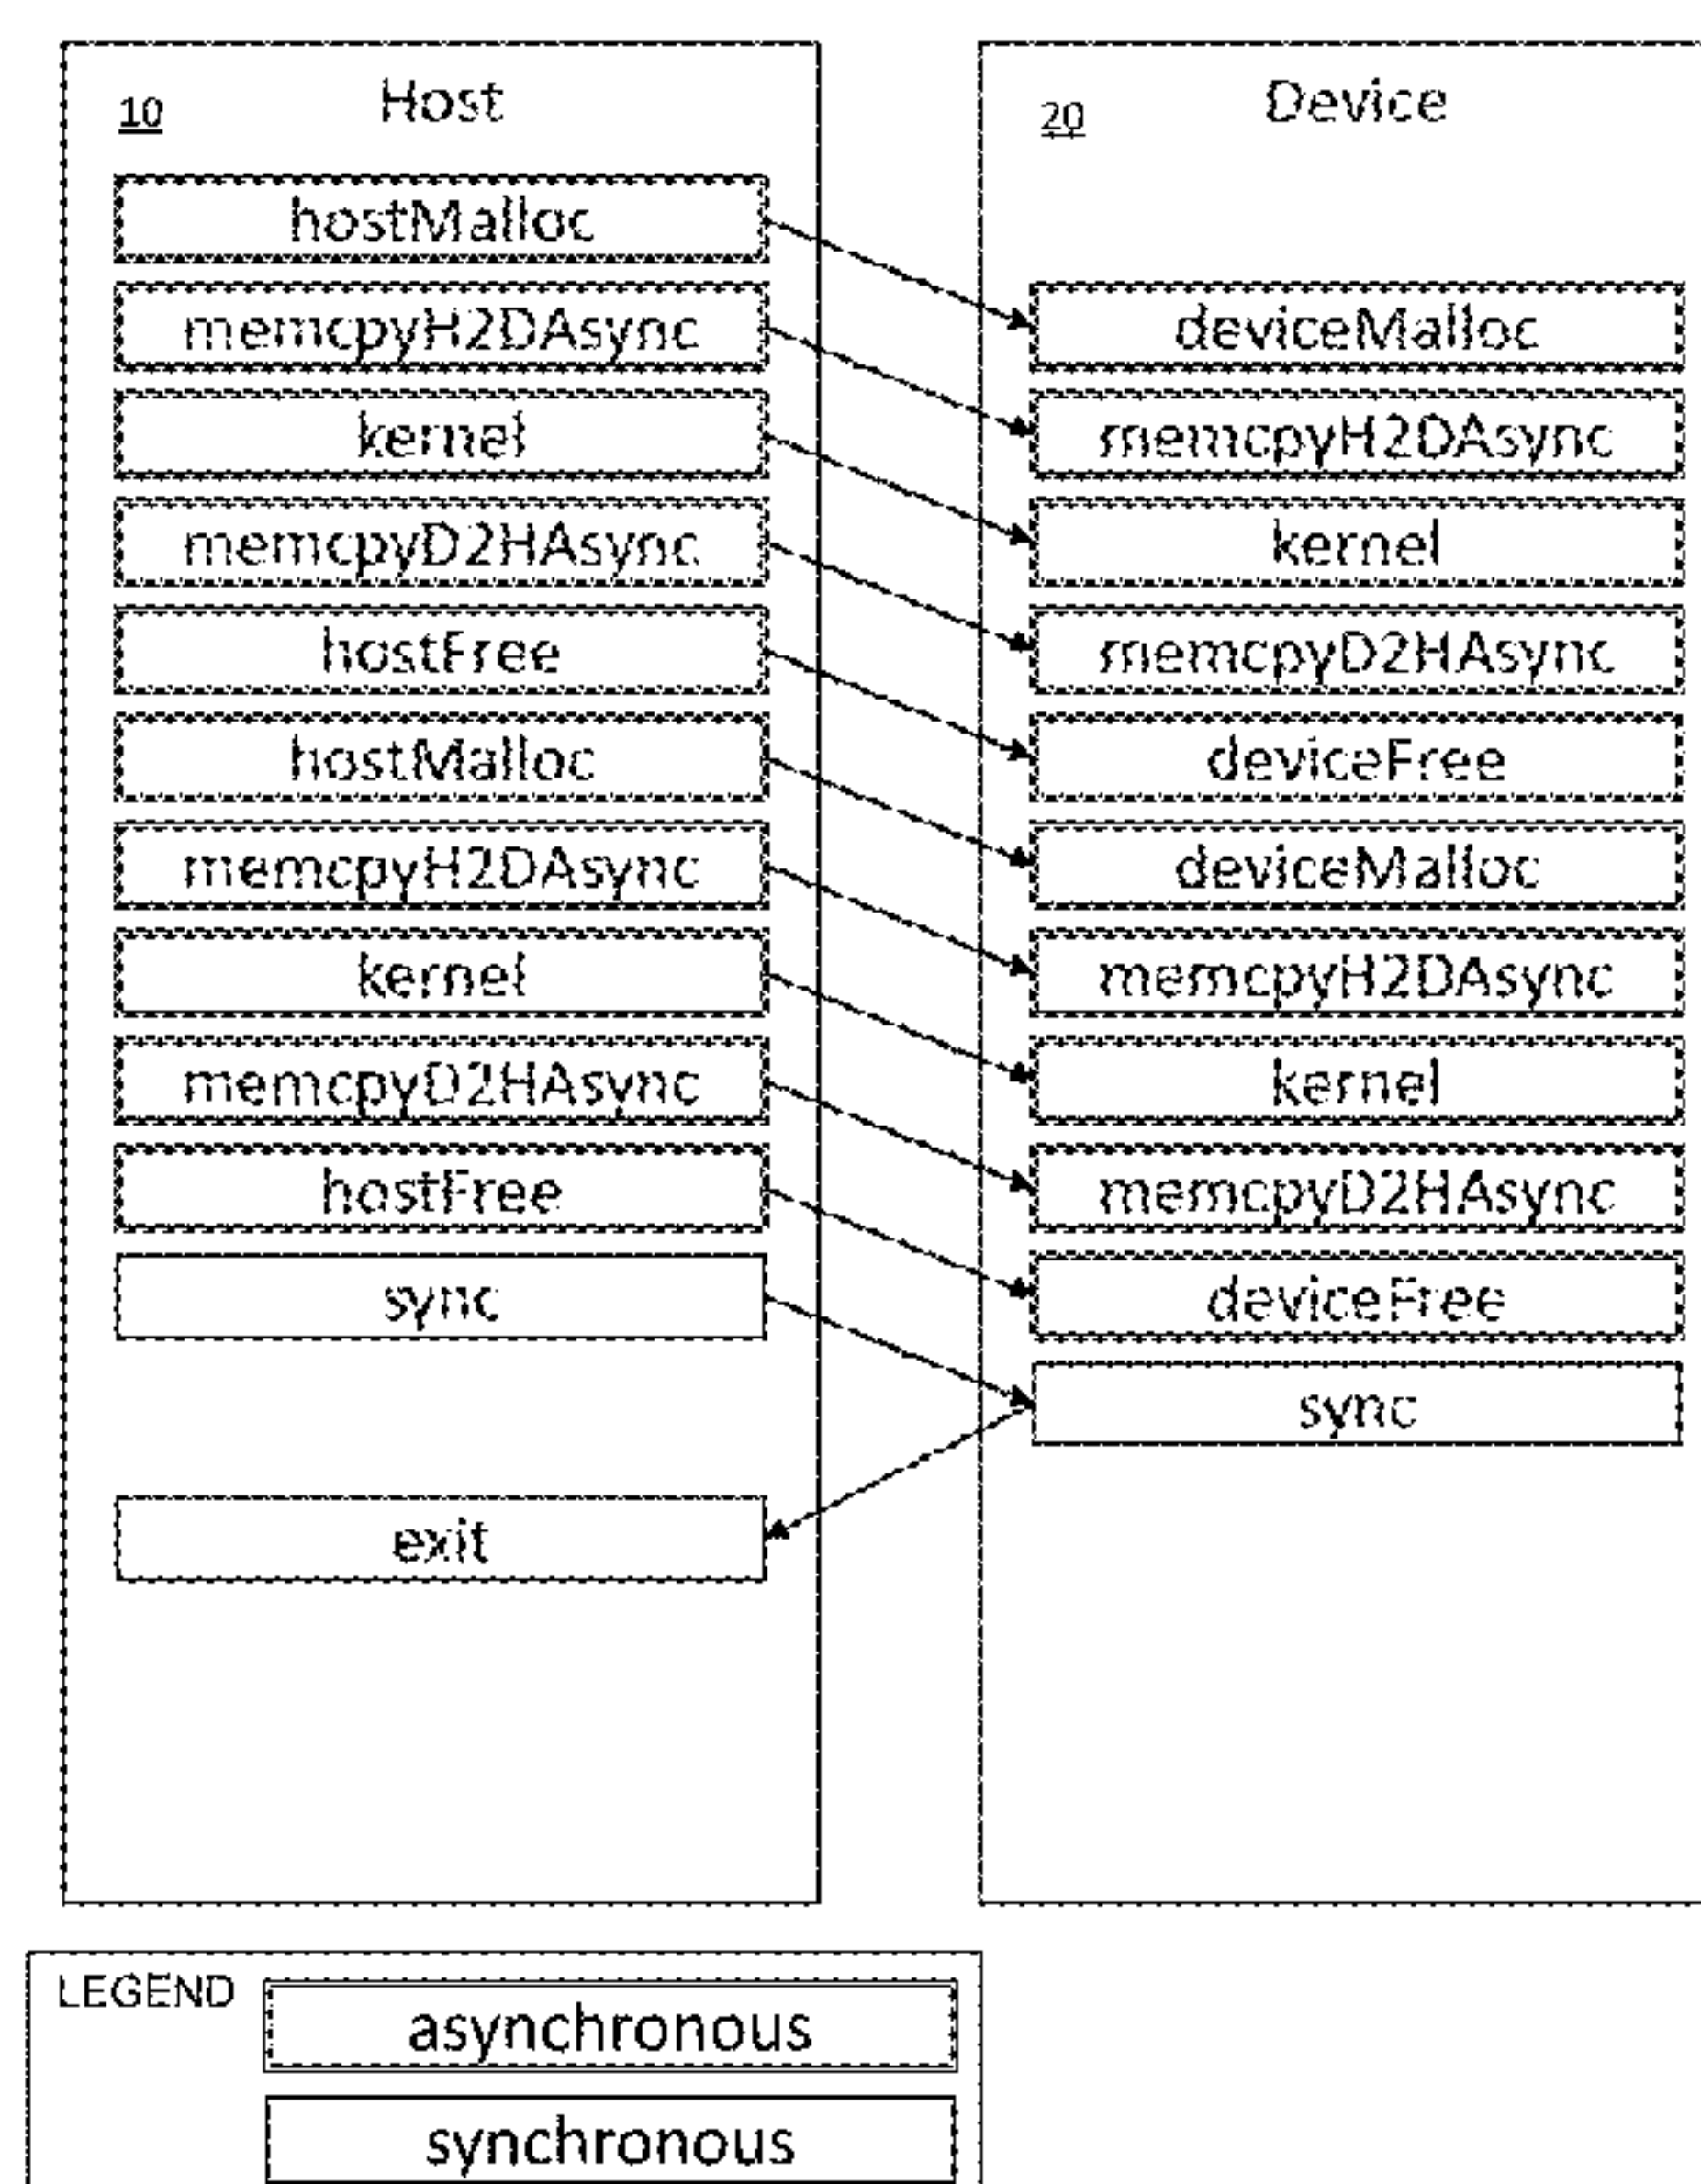 10
Host
hostMalloc
memcpyH2DAsync
kernel
memcpyD2HAsync
hostFree
hostMalloc
memcpyH2DAsync
kernel
memcpyD2HAsync
hostFree
sync
exit
20
Device
deviceMalloc
memcpyH2DAsync
kernel
memcpyD2HAsync
deviceFree
deviceMalloc
memcpyH2DAsync
kernel
memcpyD2HAsync
deviceFree
sync
LEGEND
asynchronous
synchronous